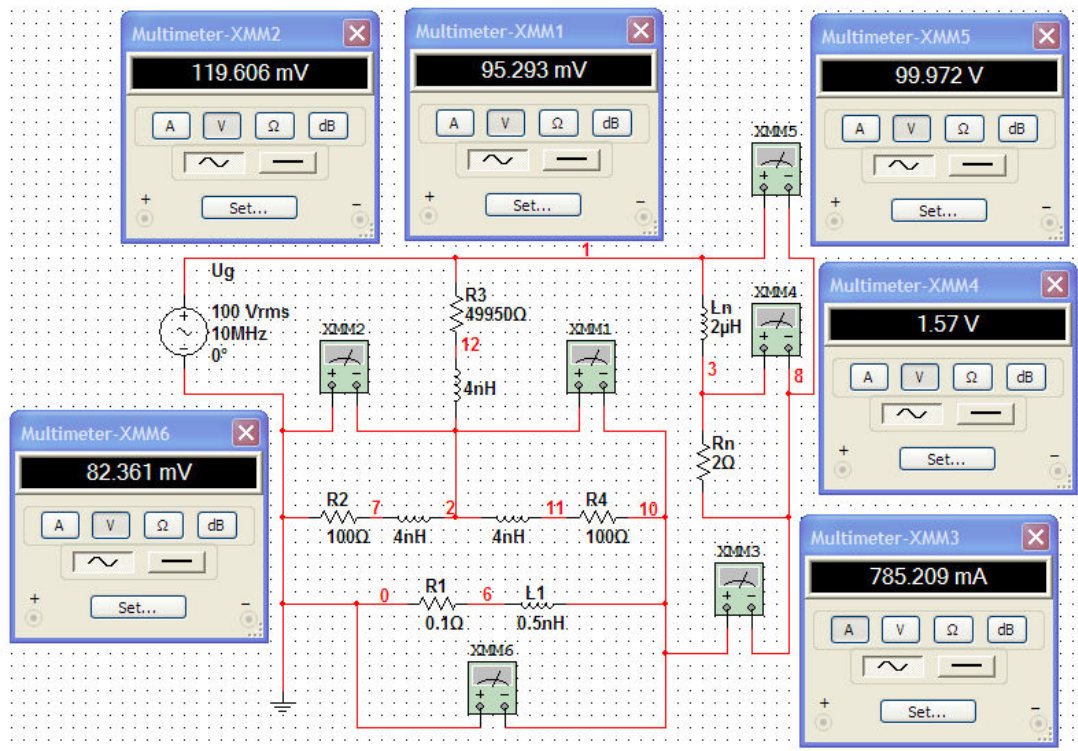 Multimeter-XMM2
119.606 mV
A V Ω dB
+ Set... −
Multimeter-XMM1
95.293 mV
A V Ω dB
+ Set... −
Multimeter-XMM5
99.972 V
A V Ω dB
+ Set... −
XMM5
+ −
1
Ug
100 Vrms
10MHz
0°
R3
49950Ω
12
4nH
XMM2
+ −
XMM1
+ −
Ln
2µH
XMM4
+ −
3
8
Multimeter-XMM4
1.57 V
A V Ω dB
+ Set... −
Multimeter-XMM6
82.361 mV
A V Ω dB
+ Set... −
Rn
2Ω
R2 7 2 11 R4 10
100Ω 4nH 4nH 100Ω
0 R1 6 L1
0.1Ω 0.5nH
XMM6
+ −
XMM3
+ −
Multimeter-XMM3
785.209 mA
A V Ω dB
+ Set... −